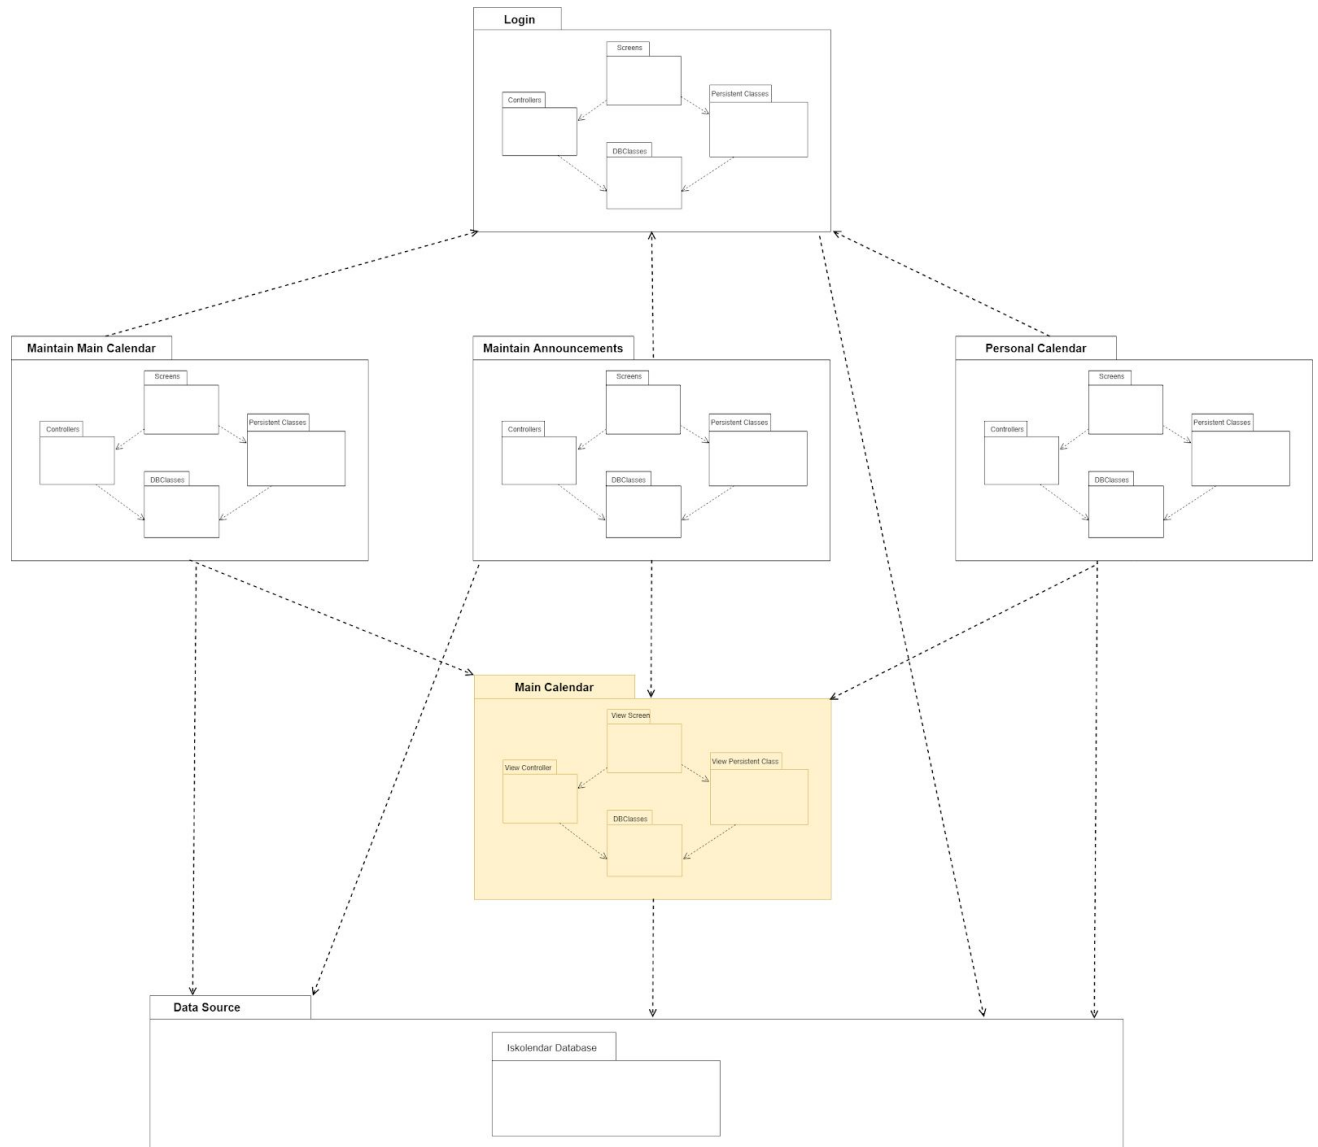 Login
Screens
Controllers
Persistent Classes
DBClasses
Maintain Main Calendar
Screens
Controllers
Persistent Classes
DBClasses
Maintain Announcements
Screens
Controllers
Persistent Classes
DBClasses
Personal Calendar
Screens
Controllers
Persistent Classes
DBClasses
Main Calendar
View Screen
View Controller
View Persistent Class
DBClasses
Data Source
Iskolendar Database